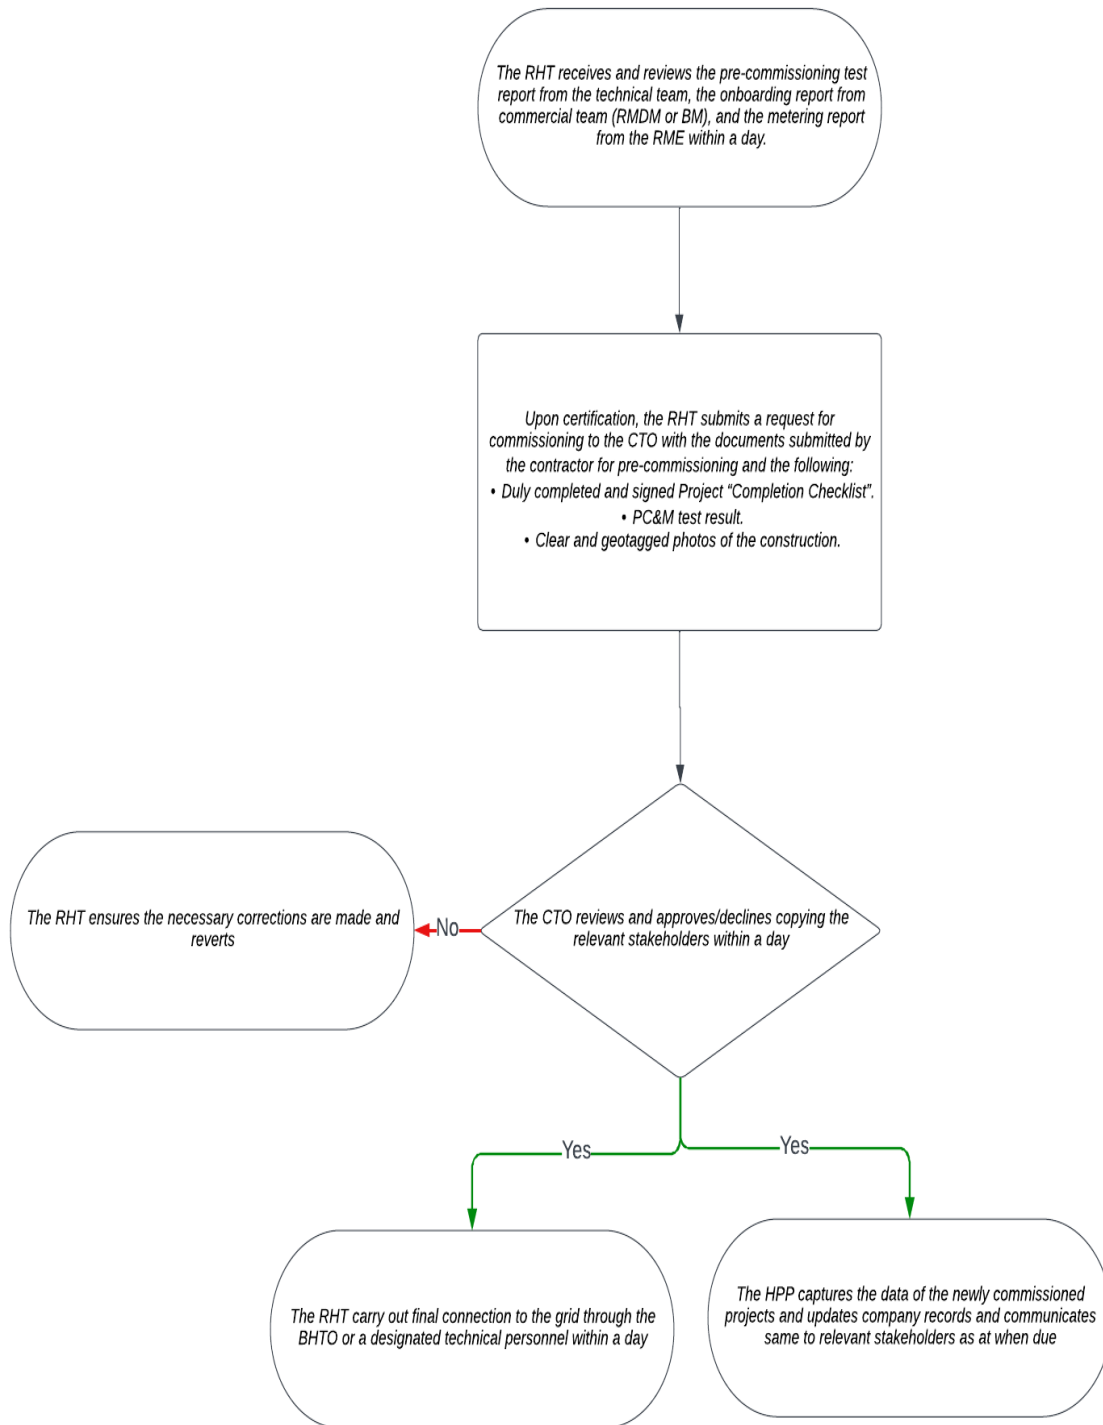 The RHT receives and reviews the pre-commissioning test
report from the technical team, the onboarding report from
commercial team (RMDM or BM), and the metering report
from the RME within a day.
Upon certification, the RHT submits a request for
commissioning to the CTO with the documents submitted by
the contractor for pre-commissioning and the following:
• Duly completed and signed Project “Completion Checklist”.
• PC&M test result.
• Clear and geotagged photos of the construction.
The CTO reviews and approves/declines copying the
relevant stakeholders within a day
No
The RHT ensures the necessary corrections are made and
reverts
Yes
Yes
The RHT carry out final connection to the grid through the
BHTO or a designated technical personnel within a day
The HPP captures the data of the newly commissioned
projects and updates company records and communicates
same to relevant stakeholders as at when due